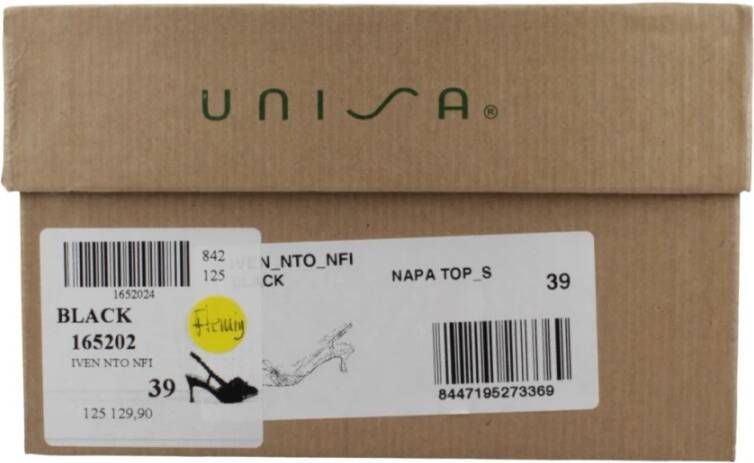 UNISA®
842
125
1652024
BLACK
165202
IVEN NTO NFI
39
125 129,90
IVEN_NTO_NFI
BLACK
NAPA TOP_S
39
8447195273369